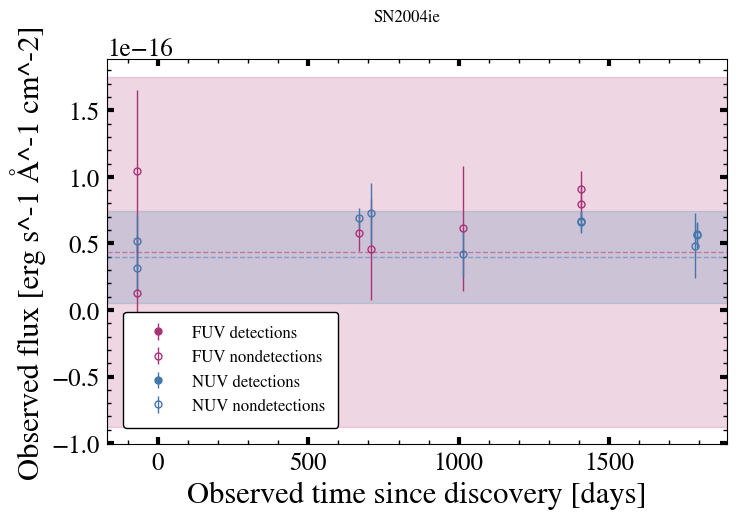 SN2004ie
1e−16
Observed flux [erg s^-1 Å^-1 cm^-2]
1.5
1.0
0.5
0.0
−0.5
−1.0
FUV detections
FUV nondetections
NUV detections
NUV nondetections
0 500 1000 1500
Observed time since discovery [days]